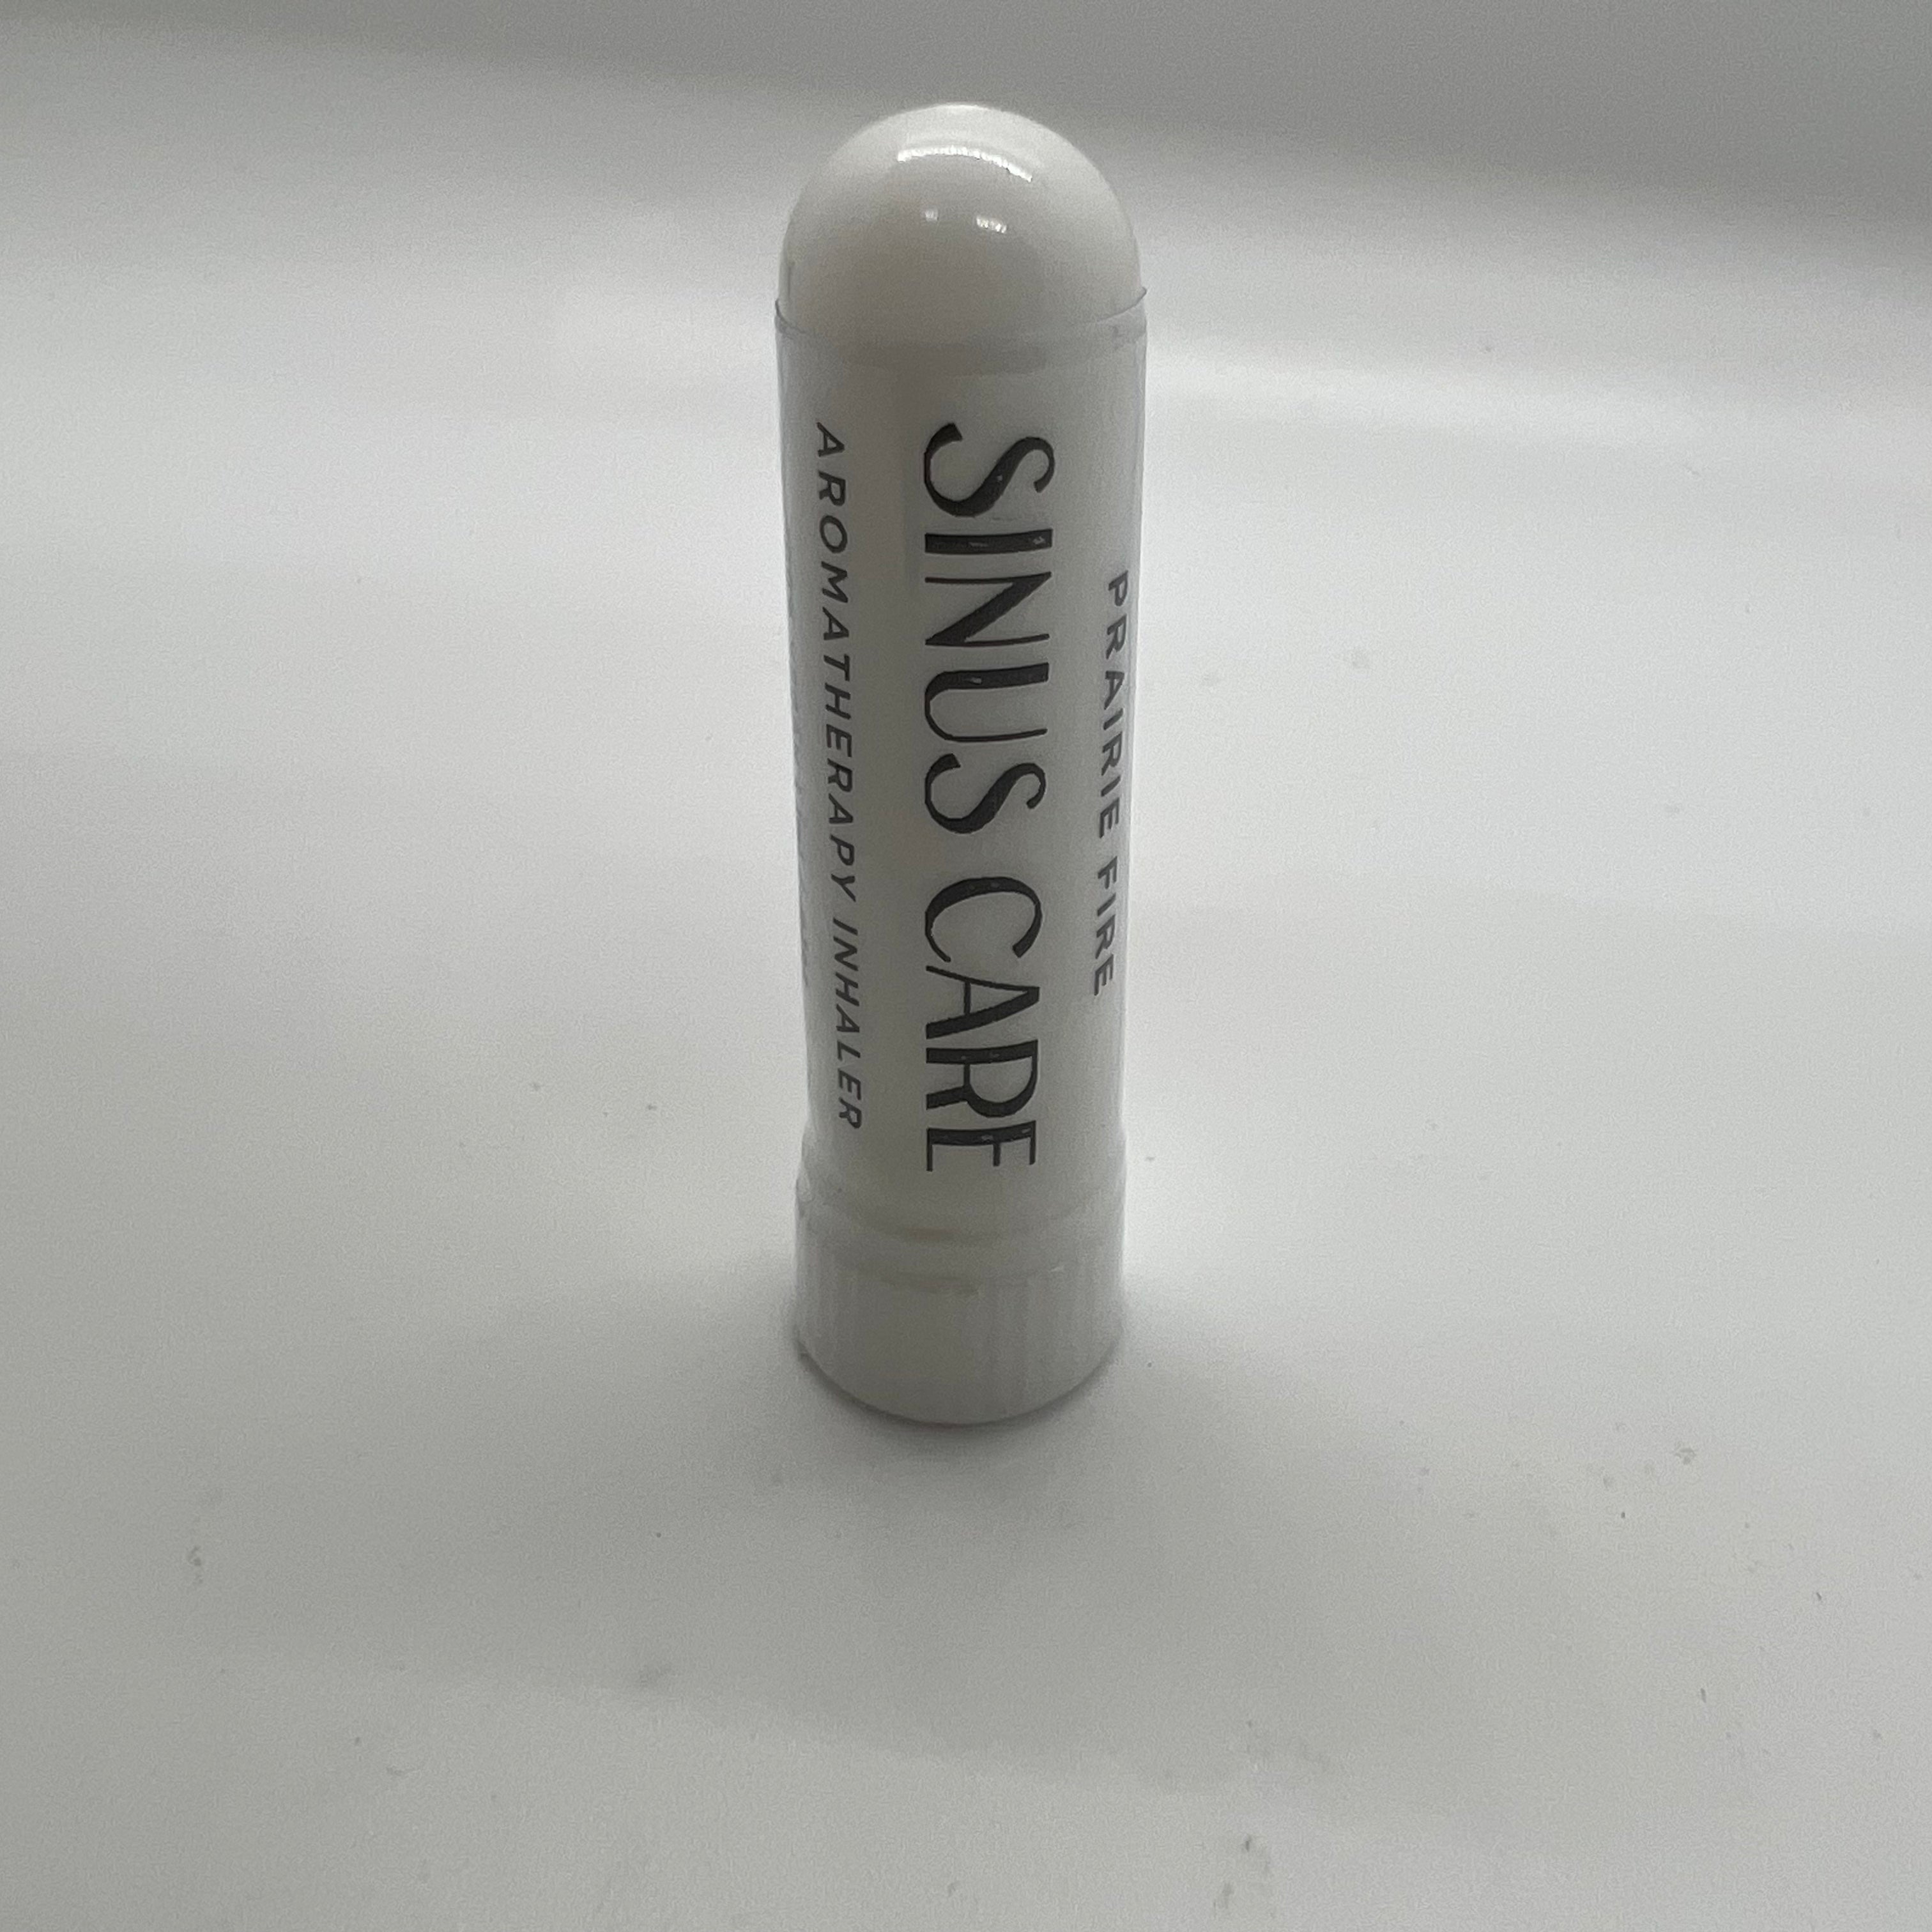 PRAIRIE FIRE
SINUS CARE
AROMATHERAPY INHALER